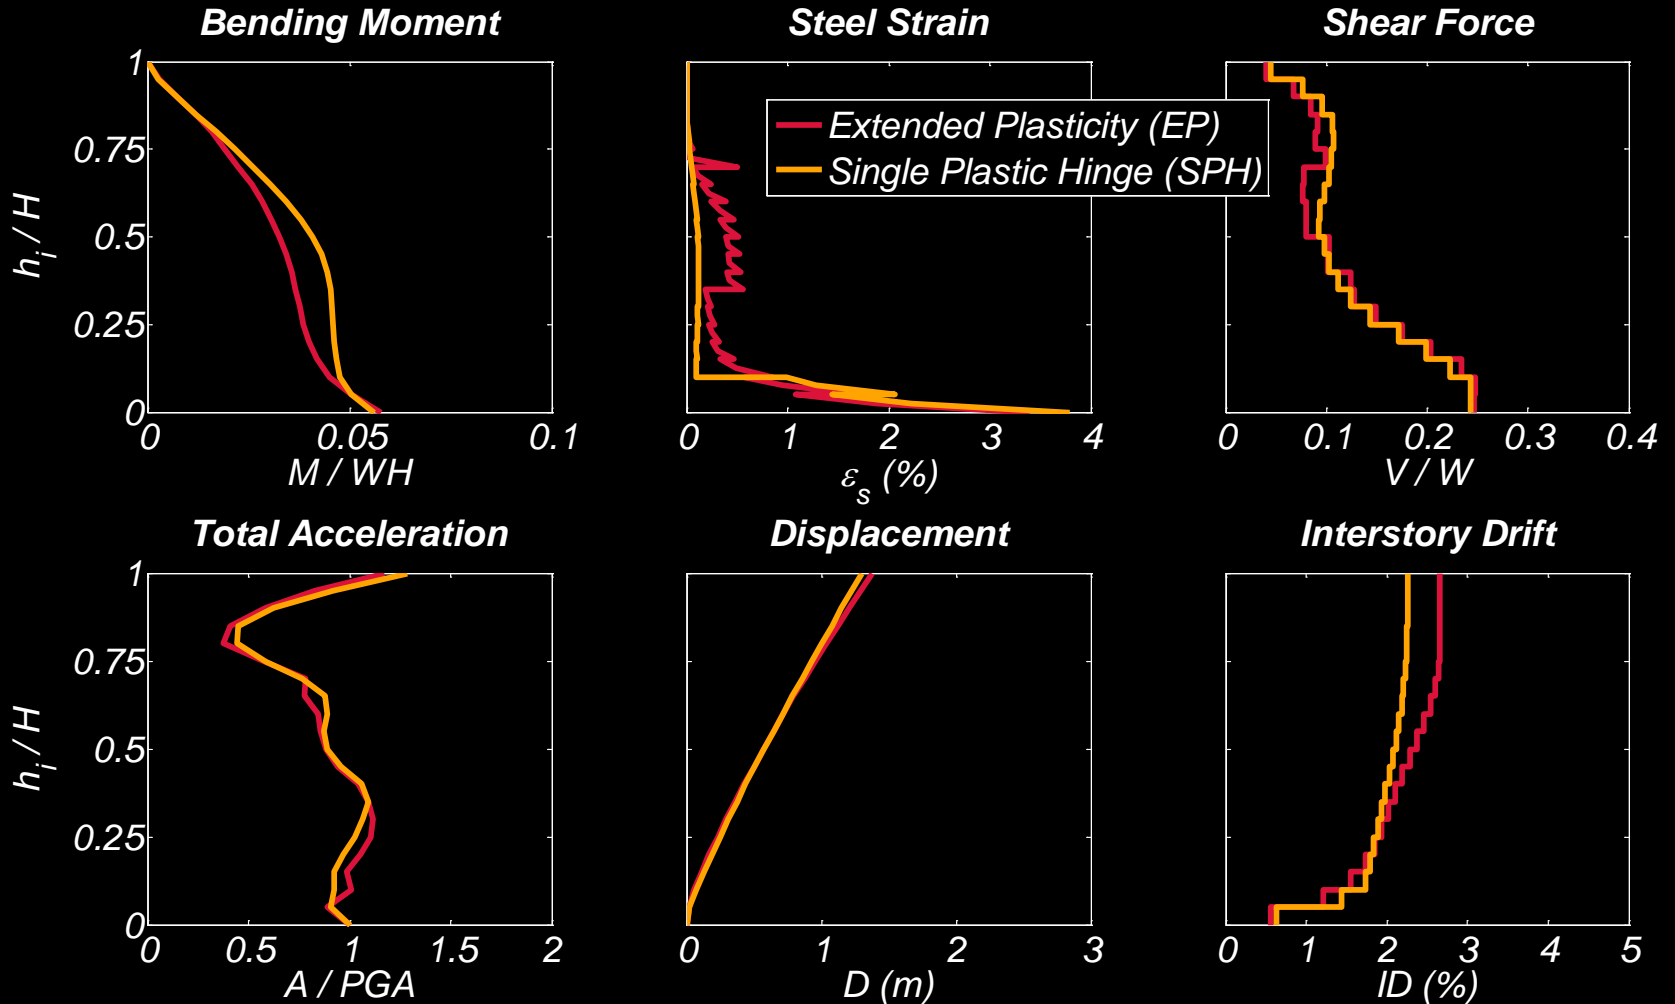 Bending Moment
Steel Strain
Shear Force
1
0.75
0.5
0.25
0
h_i / H
0 0.05 0.1
M / WH
Extended Plasticity (EP)
Single Plastic Hinge (SPH)
0 1 2 3 4
ε_s (%)
0 0.1 0.2 0.3 0.4
V / W
Total Acceleration
Displacement
Interstory Drift
1
0.75
0.5
0.25
0
h_i / H
0 0.5 1 1.5 2
A / PGA
0 1 2 3
D (m)
0 1 2 3 4 5
ID (%)